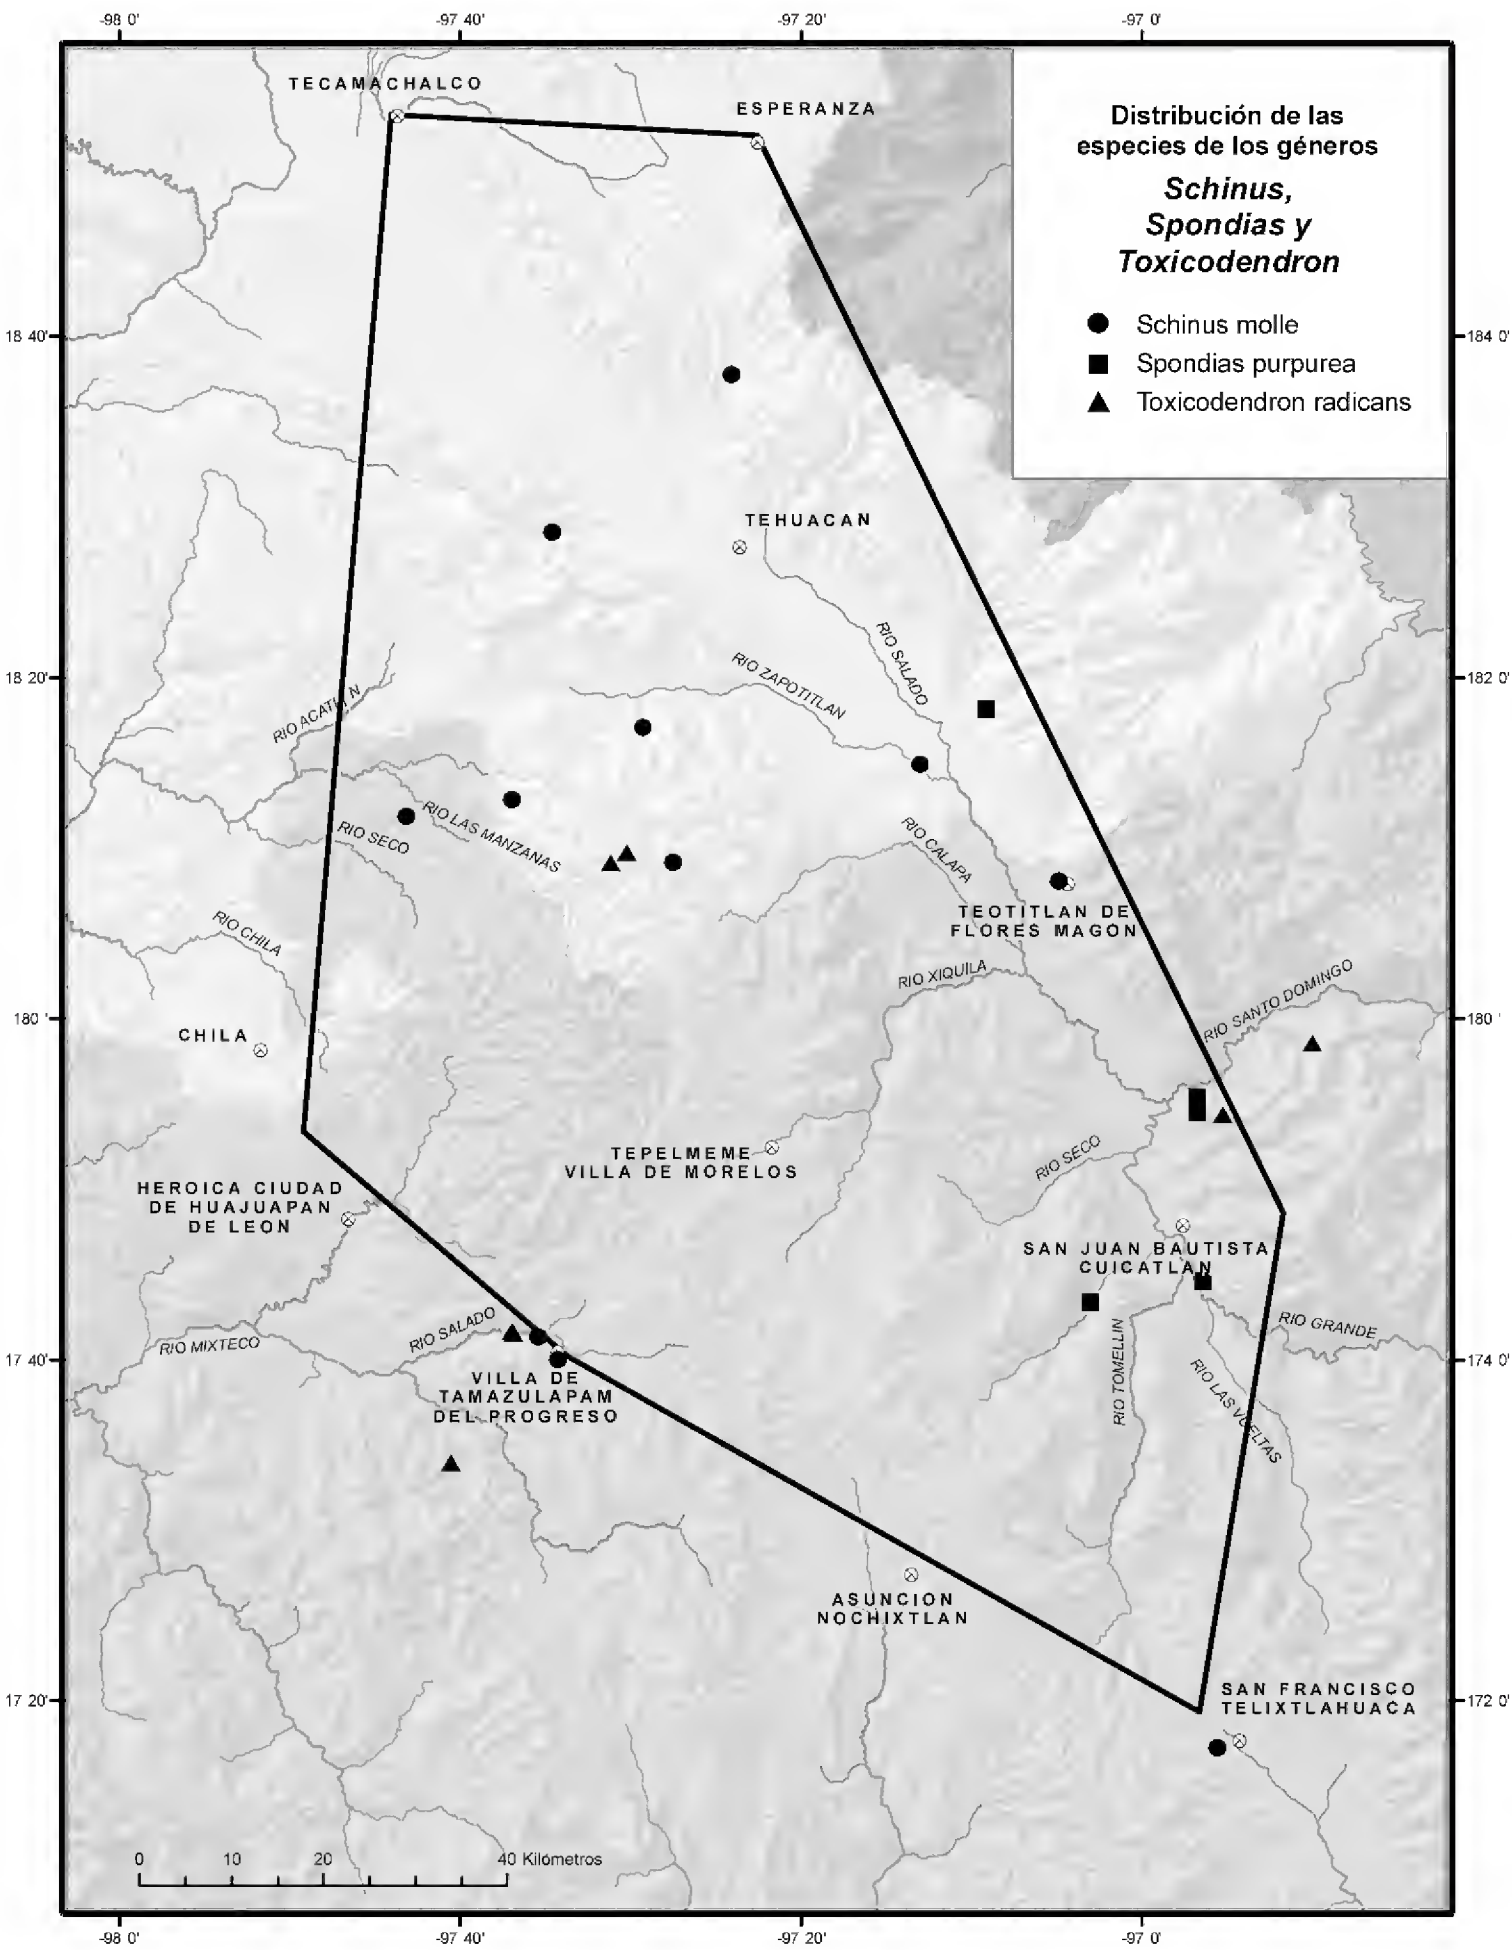 -98 0'
-97 40'
-97 20'
-97 0'
TECAMACHALCO
ESPERANZA
Distribución de las
especies de los géneros
Schinus,
Spondias y
Toxicodendron
Schinus molle
Spondias purpurea
Toxicodendron radicans
18 40'
184 0'
TEHUACAN
RIO SALADO
RIO ZAPOTITLAN
18 20'
182 0'
RIO ACATL N
RIO LAS MANZANAS
RIO SECO
RIO CALAPA
TEOTITLAN DE
FLORES MAGON
RIO CHILA
RIO XIQUILA
RIO SANTO DOMINGO
180 '
180 '
CHILA
TEPELMEME
VILLA DE MORELOS
RIO SECO
HEROICA CIUDAD
DE HUAJUAPAN
DE LEON
SAN JUAN BAUTISTA
CUICATLAN
RIO SALADO
RIO MIXTECO
RIO GRANDE
RIO TOMELLIN
RIO LAS VUELTAS
17 40'
174 0'
VILLA DE
TAMAZULAPAM
DEL PROGRESO
ASUNCION
NOCHIXTLAN
17 20'
172 0'
SAN FRANCISCO
TELIXTLAHUACA
0
10
20
40 Kilómetros
-98 0'
-97 40'
-97 20'
-97 0'